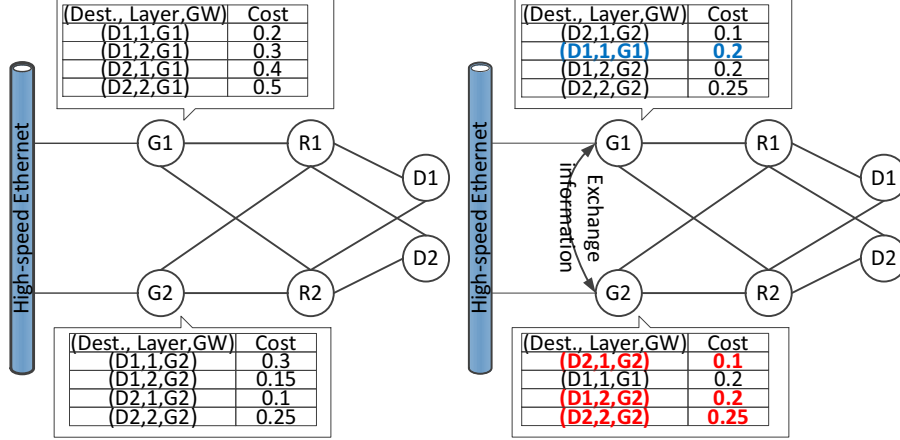 (Dest., Layer,GW) Cost
(D1,1,G1) 0.2
(D1,2,G1) 0.3
(D2,1,G1) 0.4
(D2,2,G1) 0.5
High-speed Ethernet
G1
R1
D1
D2
G2
R2
(Dest., Layer,GW) Cost
(D1,1,G2) 0.3
(D1,2,G2) 0.15
(D2,1,G2) 0.1
(D2,2,G2) 0.25
(Dest., Layer,GW) Cost
(D2,1,G2) 0.1
(D1,1,G1) 0.2
(D1,2,G2) 0.2
(D2,2,G2) 0.25
High-speed Ethernet
G1
R1
Exchange
information
D1
D2
G2
R2
(Dest., Layer,GW) Cost
(D2,1,G2) 0.1
(D1,1,G1) 0.2
(D1,2,G2) 0.2
(D2,2,G2) 0.25